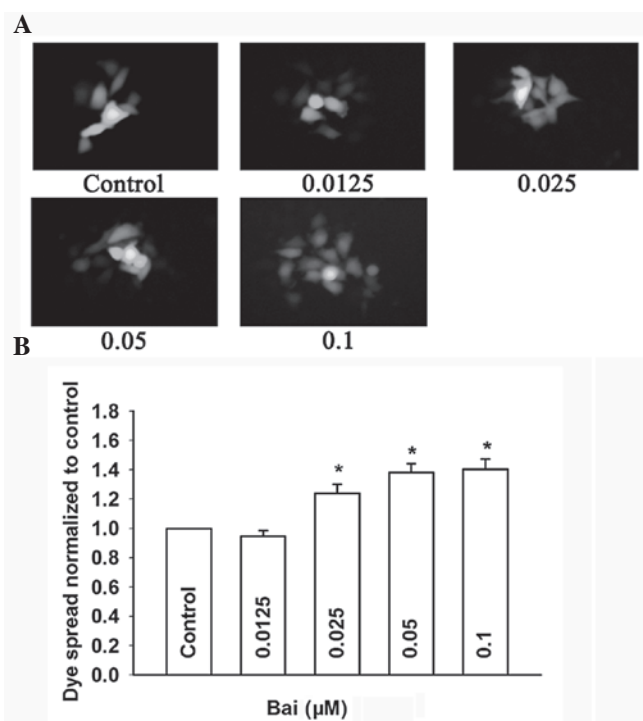 A
Control 0.0125 0.025
0.05 0.1
B
Dye spread normalized to control
1.8
1.6
1.4
1.2
1.0
0.8
0.6
0.4
0.2
0.0
* * *
Control 0.0125 0.025 0.05 0.1
Bai (µM)